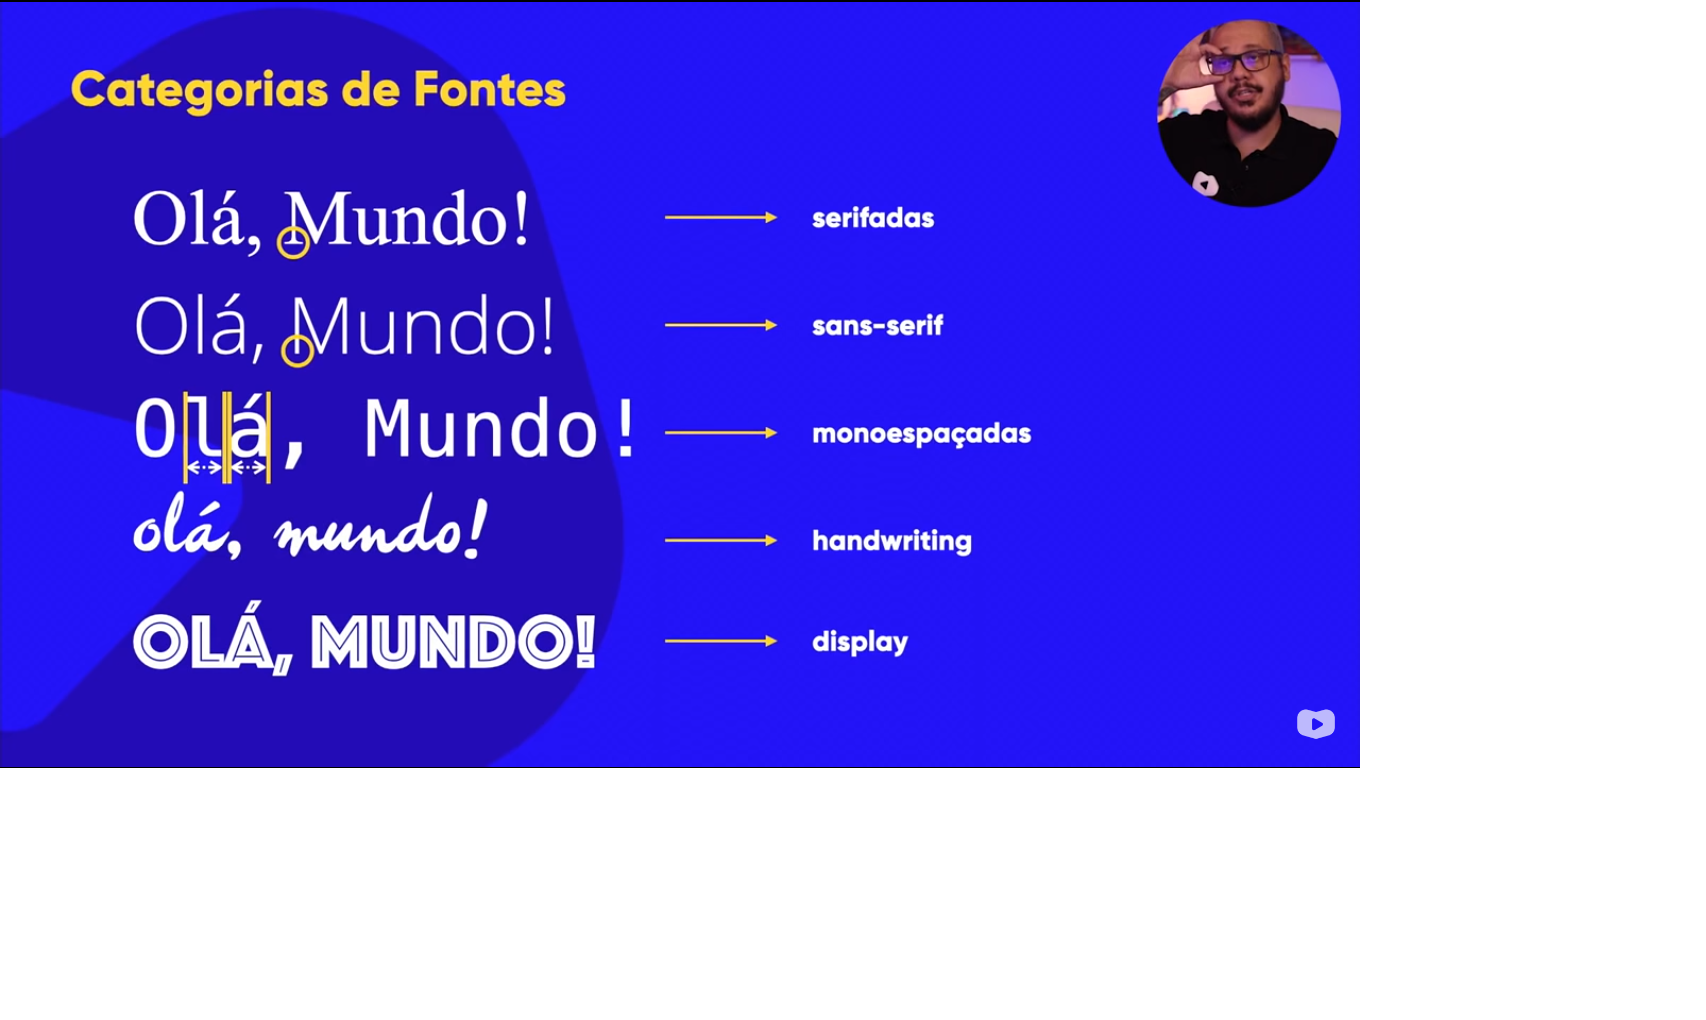 Categorias de Fontes
Olá, Mundo!
serifadas
Olá, Mundo!
sans-serif
Olá, Mundo!
monoespaçadas
olá, mundo!
handwriting
OLÁ, MUNDO!
display